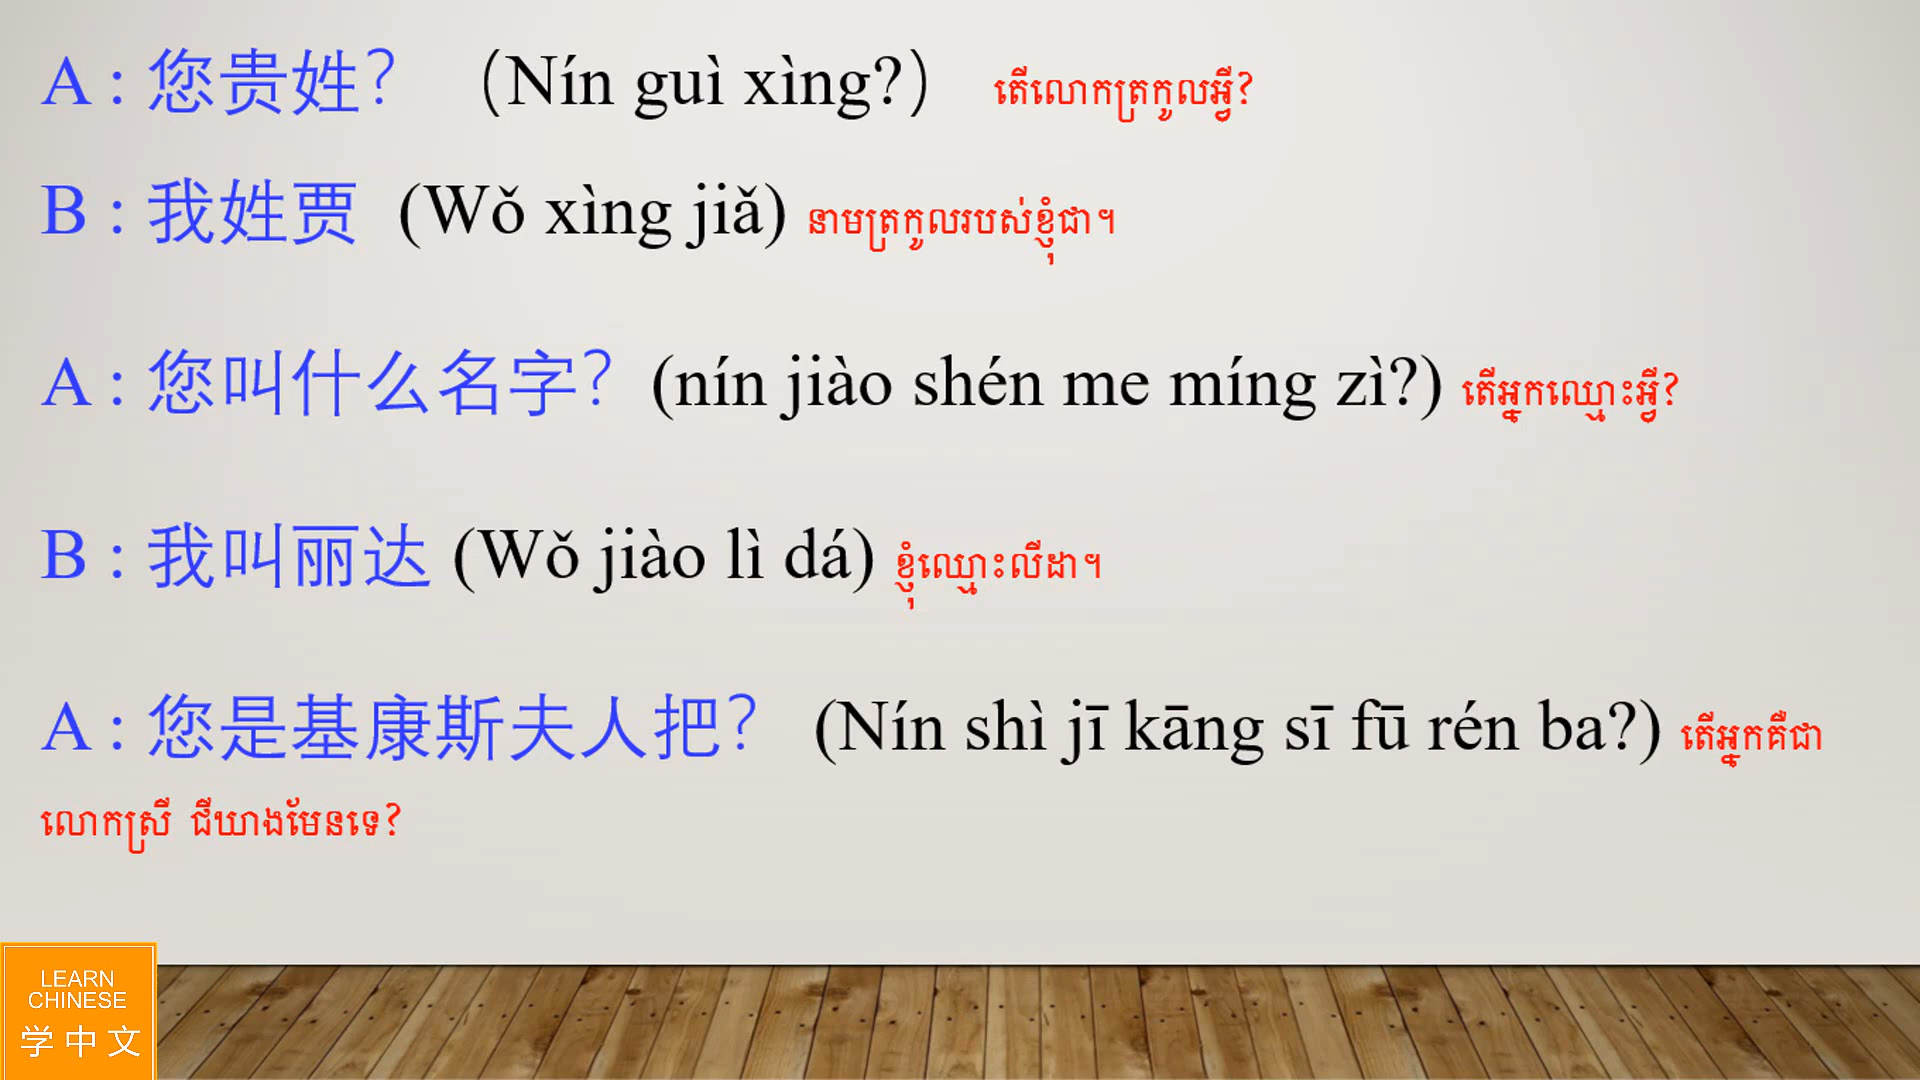 A : 您贵姓？ （Nín guì xìng?） តើលោកត្រកូលអ្វី?
B : 我姓贾 (Wǒ xìng jiǎ) នាមត្រកូលរបស់ខ្ញុំជា។
A : 您叫什么名字？ (nín jiào shén me míng zì?) តើអ្នកឈ្មោះអ្វី?
B : 我叫丽达 (Wǒ jiào lì dá) ខ្ញុំឈ្មោះលីដា។
A : 您是基康斯夫人把？ (Nín shì jī kāng sī fū rén ba?) តើអ្នកគឺជា
លោកស្រី ជីឃាងមែនទេ?
LEARN
CHINESE
学中文